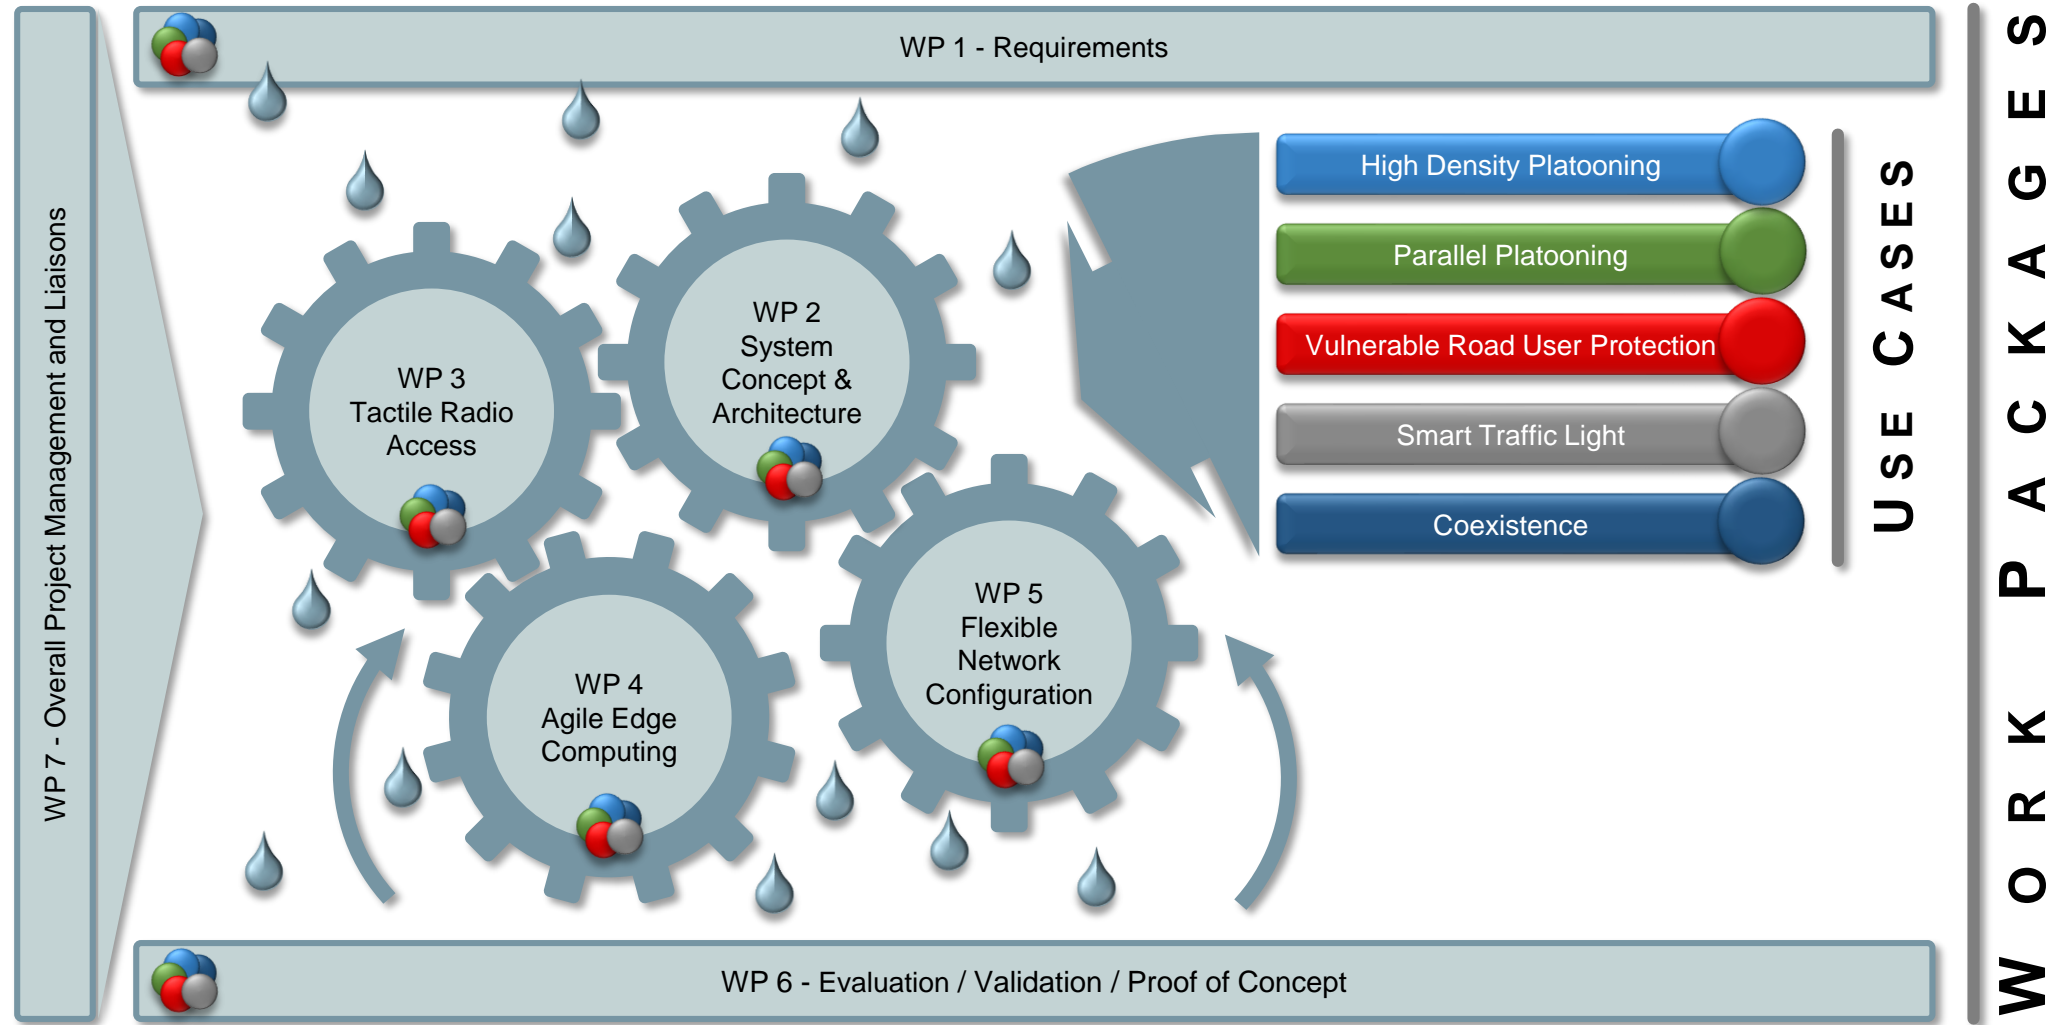 WP 1 - Requirements
WP 7 - Overall Project Management and Liaisons
WP 3
Tactile Radio
Access
WP 2
System
Concept &
Architecture
WP 4
Agile Edge
Computing
WP 5
Flexible
Network
Configuration
High Density Platooning
Parallel Platooning
Vulnerable Road User Protection
Smart Traffic Light
Coexistence
USE CASES
WORK PACKAGES
WP 6 - Evaluation / Validation / Proof of Concept